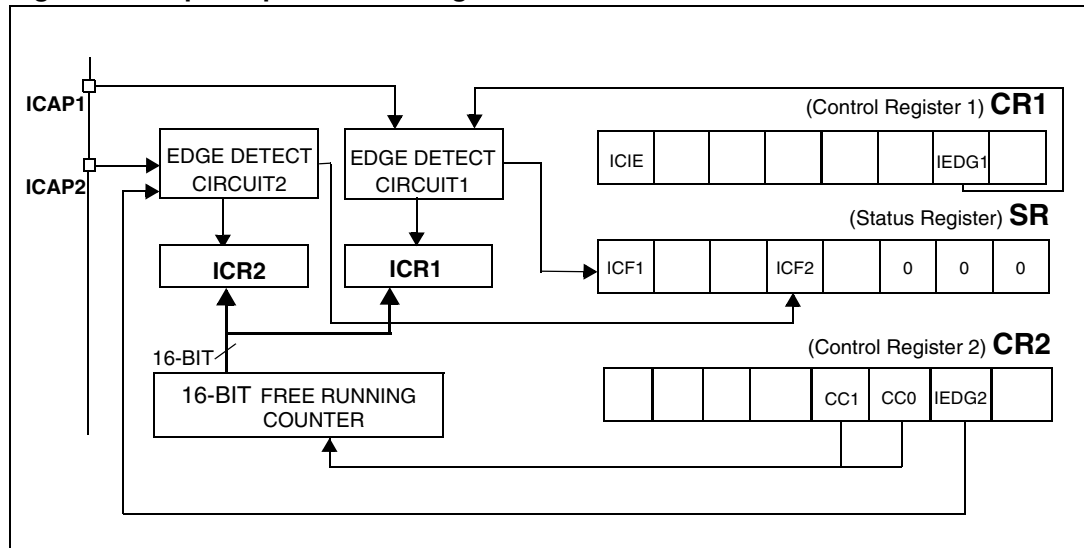 ICAP1
ICAP2
EDGE DETECT
CIRCUIT2
EDGE DETECT
CIRCUIT1
ICR2
ICR1
16-BIT
16-BIT FREE RUNNING
COUNTER
(Control Register 1) CR1
ICIE IEDG1
(Status Register) SR
ICF1 ICF2 0 0 0
(Control Register 2) CR2
CC1 CC0 IEDG2